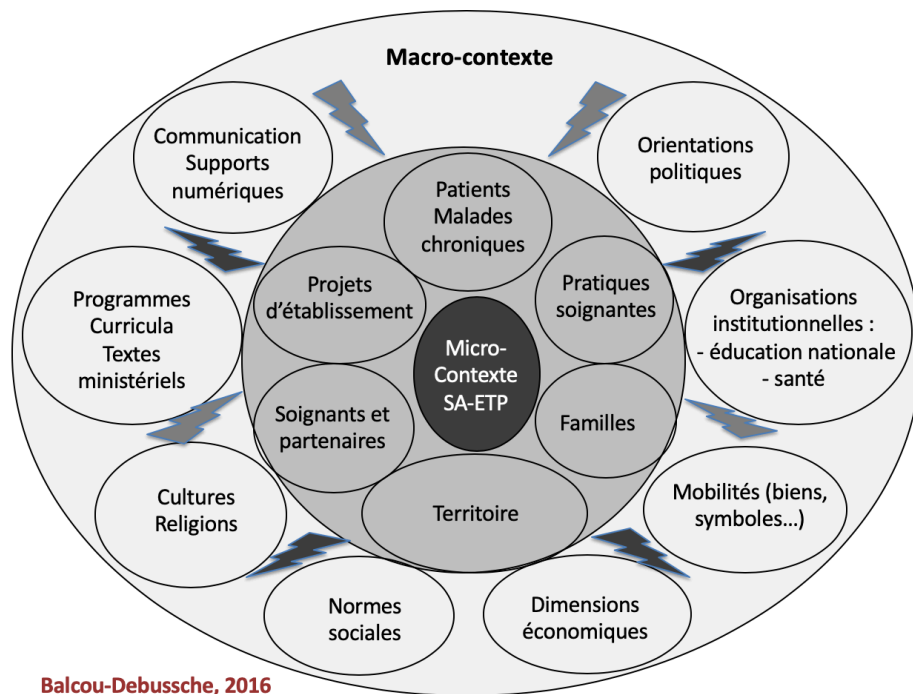 Macro-contexte
Communication
Supports
numériques
Orientations
politiques
Patients
Malades
chroniques
Projets
d’établissement
Pratiques
soignantes
Programmes
Curricula
Textes
ministériels
Organisations
institutionnelles :
- éducation nationale
- santé
Micro-
Contexte
SA-ETP
Soignants et
partenaires
Familles
Cultures
Religions
Mobilités (biens,
symboles…)
Territoire
Normes
sociales
Dimensions
économiques
Balcou-Debussche, 2016